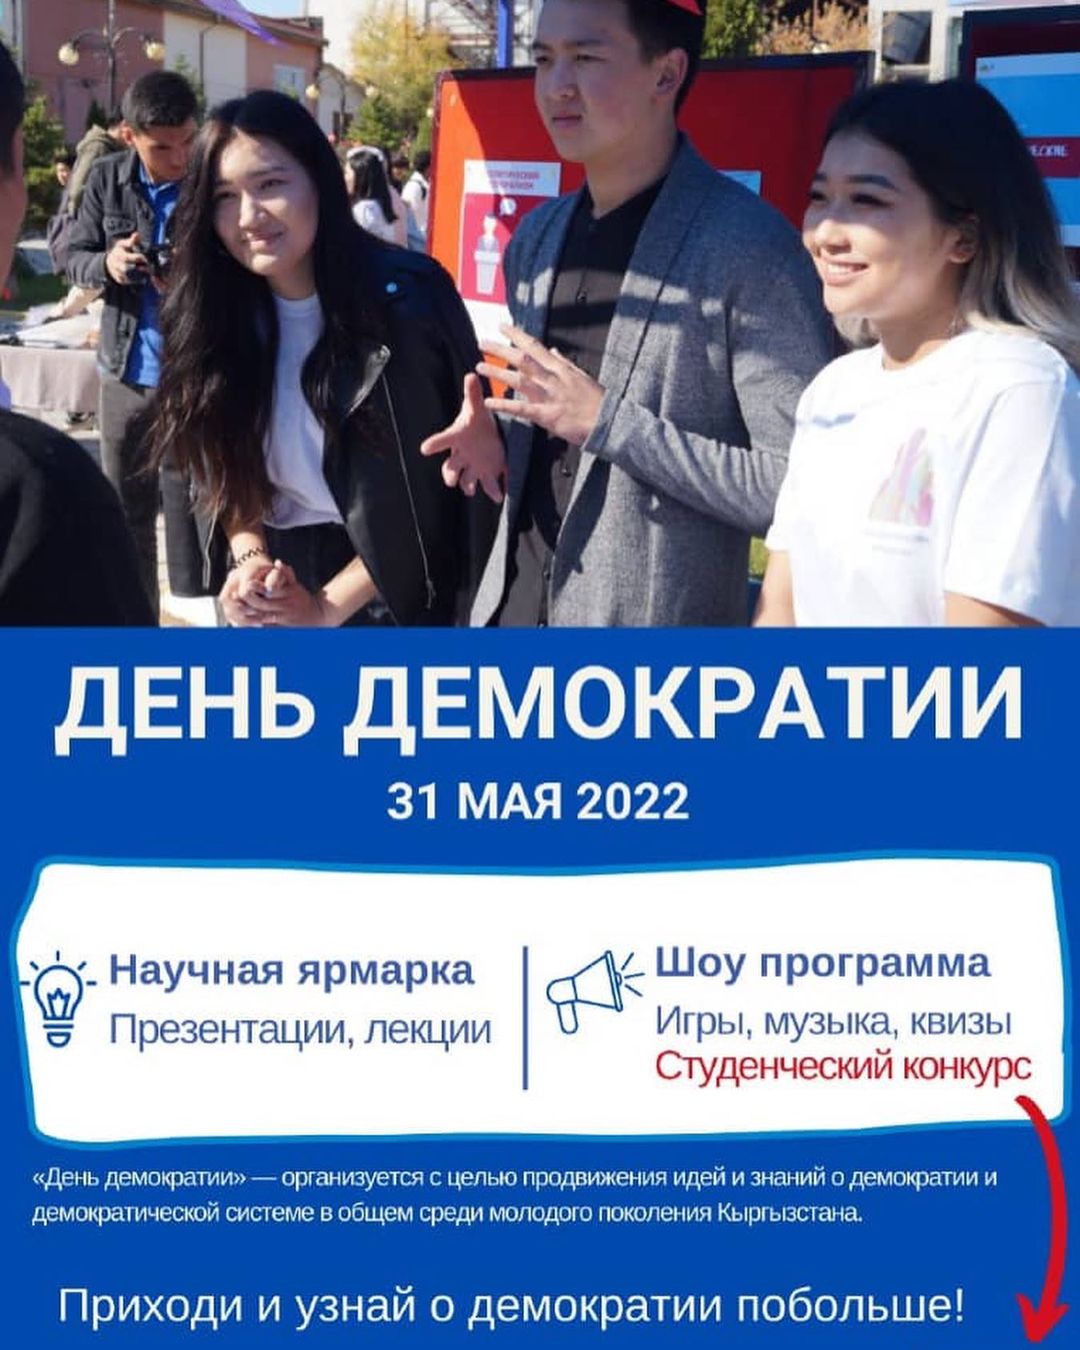 ДЕНЬ ДЕМОКРАТИИ
31 МАЯ 2022
Научная ярмарка
Презентации, лекции
Шоу программа
Игры, музыка, квизы
Студенческий конкурс
«День демократии» — организуется с целью продвижения идей и знаний о демократии и
демократической системе в общем среди молодого поколения Кыргызстана.
Приходи и узнай о демократии побольше!